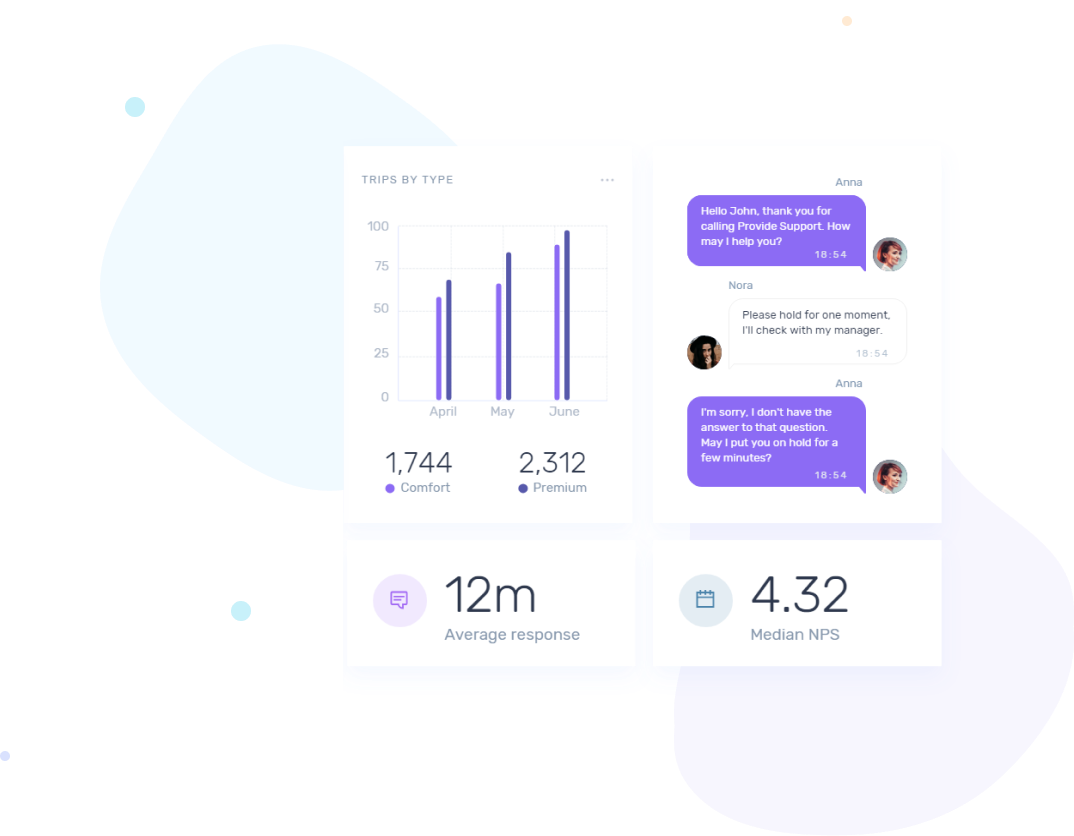 TRIPS BY TYPE
100
75
50
25
0
April May June
1,744
Comfort
2,312
Premium
Anna
Hello John, thank you for
calling Provide Support. How
may I help you?
18:54
Nora
Please hold for one moment,
I'll check with my manager.
18:54
Anna
I'm sorry, I don't have the
answer to that question.
May I put you on hold for a
few minutes?
18:54
12m
Average response
4.32
Median NPS